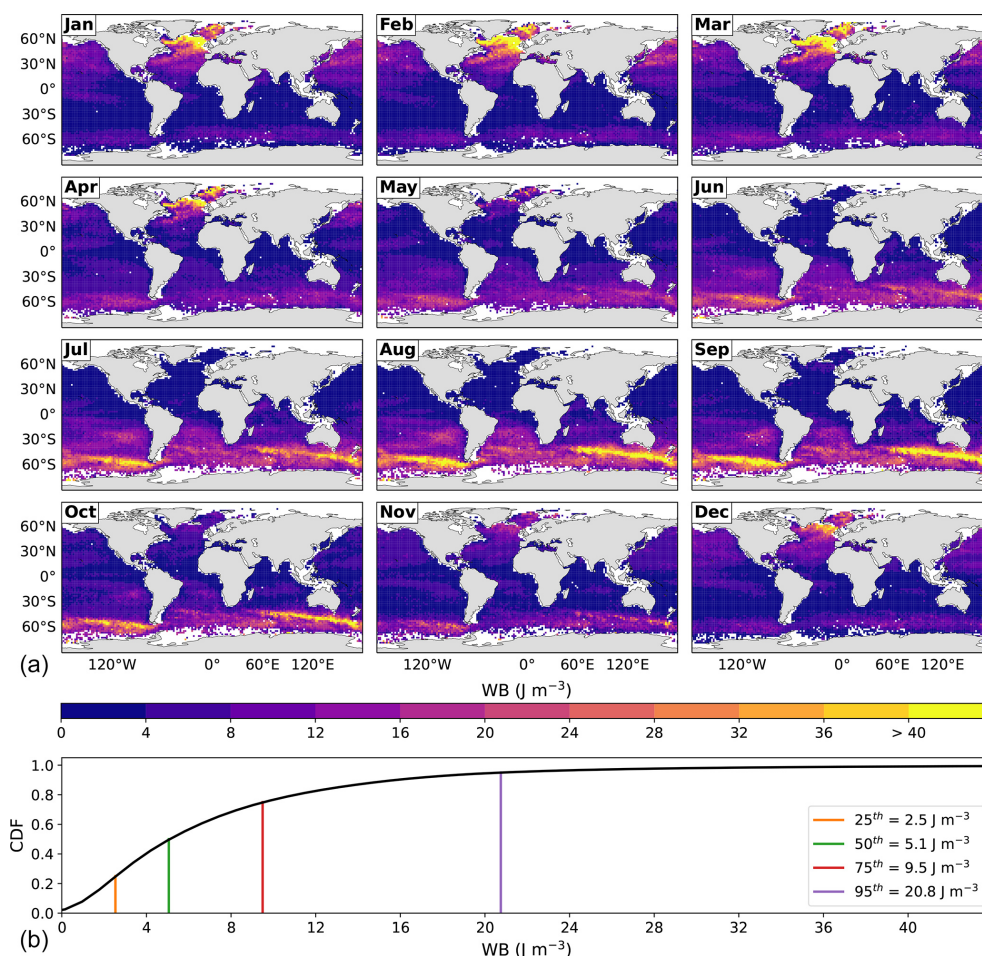 Jan Feb Mar
60°N
30°N
0°
30°S
60°S
Apr May Jun
60°N
30°N
0°
30°S
60°S
Jul Aug Sep
60°N
30°N
0°
30°S
60°S
Oct Nov Dec
60°N
30°N
0°
30°S
60°S
(a)
120°W 0° 60°E 120°E 120°W 0° 60°E 120°E 120°W 0° 60°E 120°E
WB (J m⁻³)
0 4 8 12 16 20 24 28 32 36 > 40
1.0
0.8
0.6
0.4
0.2
0.0
CDF
25ᵗʰ = 2.5 J m⁻³
50ᵗʰ = 5.1 J m⁻³
75ᵗʰ = 9.5 J m⁻³
95ᵗʰ = 20.8 J m⁻³
0 4 8 12 16 20 24 28 32 36 40
(b)
WB (J m⁻³)